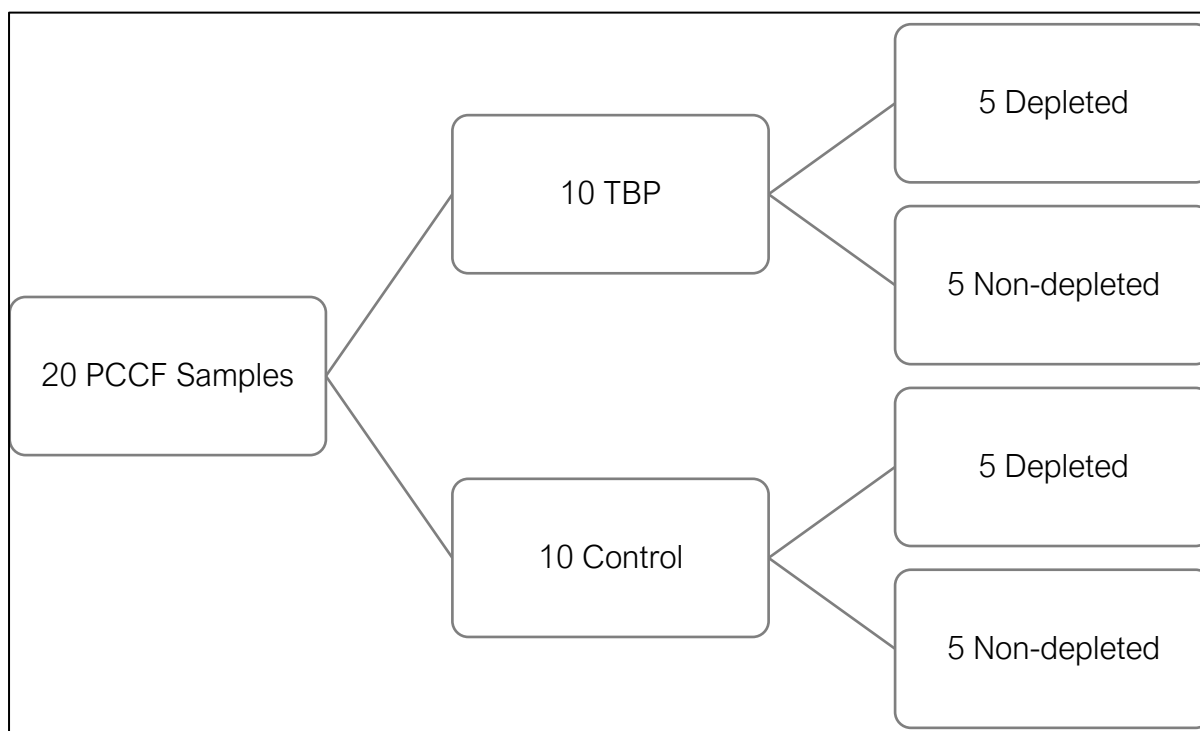 20 PCCF Samples
10 TBP
5 Depleted
5 Non-depleted
10 Control
5 Depleted
5 Non-depleted